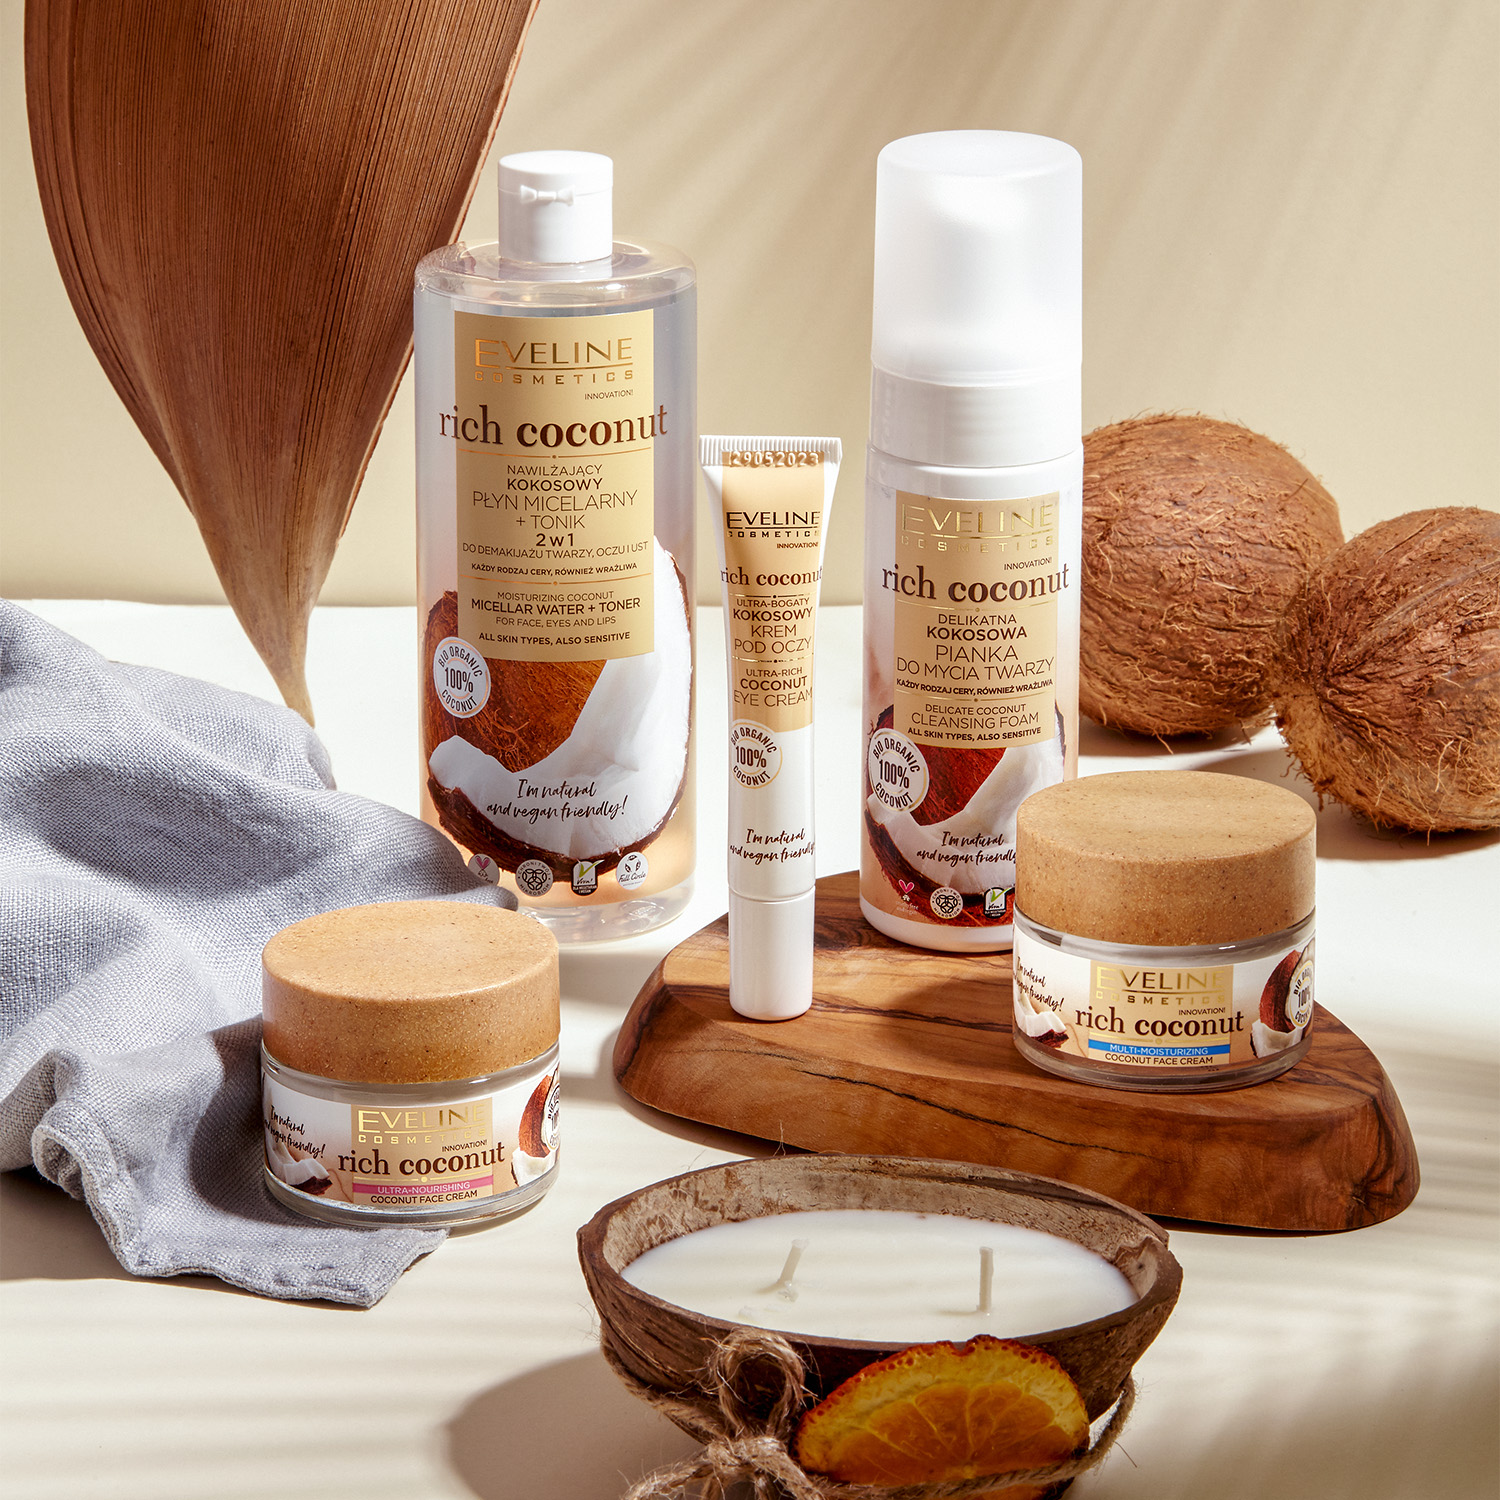 EVELINE
COSMETICS
INNOVATION!
rich coconut
NAWILŻAJĄCY
KOKOSOWY
PŁYN MICELARNY
+ TONIK
2 w 1
DO DEMAKIJAŻU TWARZY, OCZU I UST
KAŻDY RODZAJ CERY, RÓWNIEŻ WRAŻLIWA
MOISTURIZING COCONUT
MICELLAR WATER + TONER
FOR FACE, EYES AND LIPS
ALL SKIN TYPES, ALSO SENSITIVE
BIO ORGANIC
100%
COCONUT
I'm natural
and vegan friendly!
Viva!
Full Circle
29052023
EVELINE
COSMETICS
INNOVATION!
rich coconut
ULTRA-BOGATY
KOKOSOWY
KREM
POD OCZY
ULTRA-RICH
COCONUT
EYE CREAM
BIO ORGANIC
100%
COCONUT
I'm natural
and vegan friendly
EVELINE
COSMETICS
INNOVATION!
rich coconut
DELIKATNA
KOKOSOWA
PIANKA
DO MYCIA TWARZY
KAŻDY RODZAJ CERY, RÓWNIEŻ WRAŻLIWA
DELICATE COCONUT
CLEANSING FOAM
ALL SKIN TYPES, ALSO SENSITIVE
BIO ORGANIC
100%
COCONUT
I'm natural
and vegan friendly
Viva!
I'm natural
and vegan friendly!
EVELINE
COSMETICS
INNOVATION!
rich coconut
MULTI-MOISTURIZING
COCONUT FACE CREAM
100%
I'm natural
and vegan friendly!
EVELINE
COSMETICS
INNOVATION!
rich coconut
ULTRA-NOURISHING
COCONUT FACE CREAM